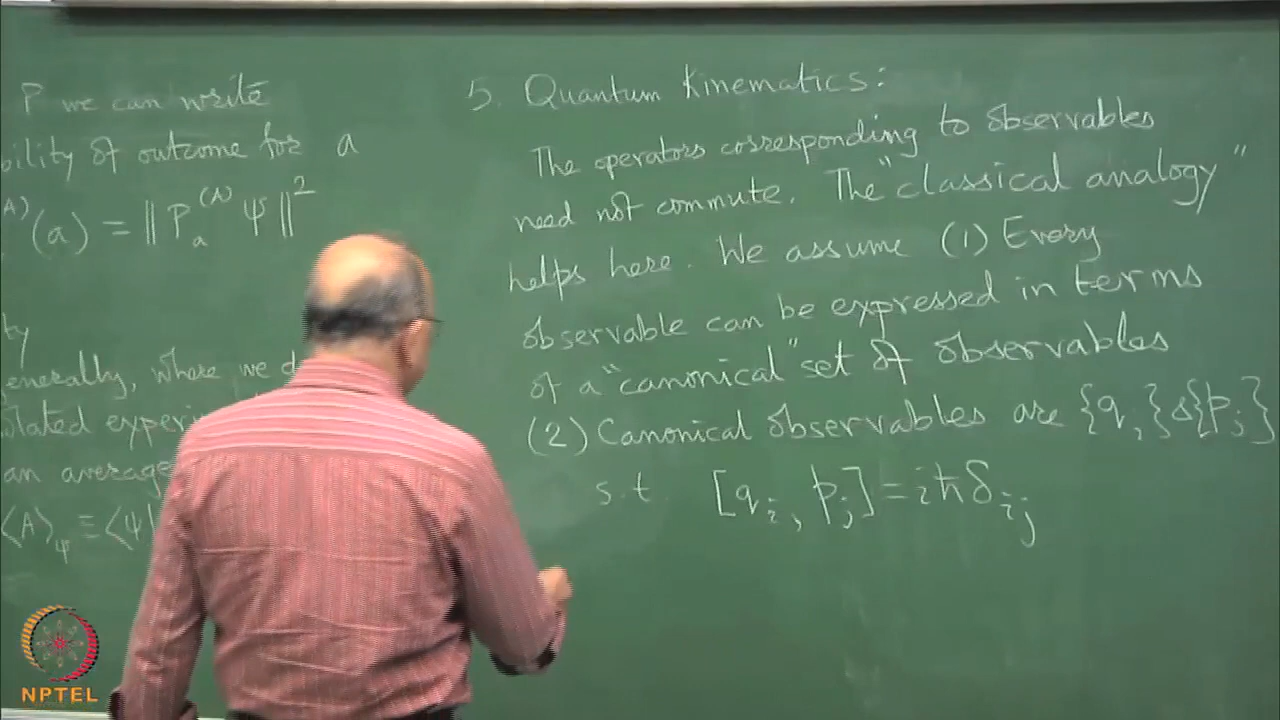 P we can write
bility of outcome for a
A) (a) = || P_a^(A) Ψ ||²
ty
enerally, where we d
olated experi
an average
⟨A⟩_Ψ ≡ ⟨Ψ|
5. Quantum Kinematics:
The operators corresponding to observables
need not commute. The "classical analogy"
helps here. We assume (1) Every
observable can be expressed in terms
of a "canonical" set of observables
(2) Canonical observables are {q_i} & {p_j}
s.t. [q_i, p_j] = iħδ_ij
NPTEL